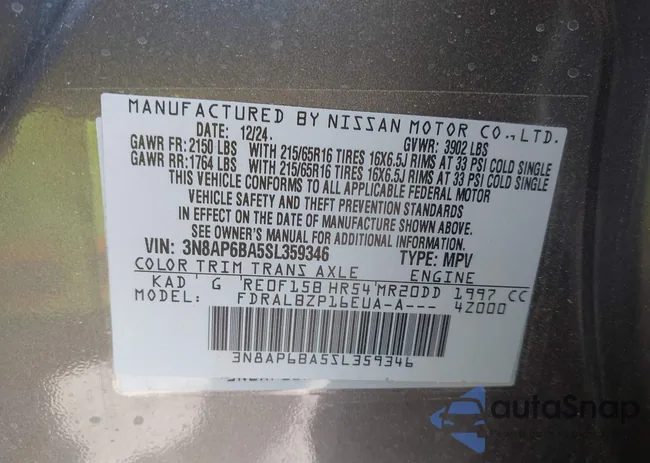 MANUFACTURED BY NISSAN MOTOR CO.,LTD.
DATE: 12/24. GVWR: 3902 LBS
GAWR FR: 2150 LBS WITH 215/65R16 TIRES 16X6.5J RIMS AT 33 PSI COLD SINGLE
GAWR RR: 1764 LBS WITH 215/65R16 TIRES 16X6.5J RIMS AT 33 PSI COLD SINGLE
THIS VEHICLE CONFORMS TO ALL APPLICABLE FEDERAL MOTOR
VEHICLE SAFETY AND THEFT PREVENTION STANDARDS
IN EFFECT ON THE DATE OF MANUFACTURE SHOWN ABOVE.
SEE OWNER'S MANUAL FOR ADDITIONAL INFORMATION
VIN: 3N8AP6BA5SL359346 TYPE: MPV
COLOR TRIM TRANS AXLE ENGINE
KAD G RE0F15B HR54 MR20DD 1997 CC
MODEL: FDRALBZP16EUA-A--- 42000
3N8AP6BA5SL359346
autoSnap